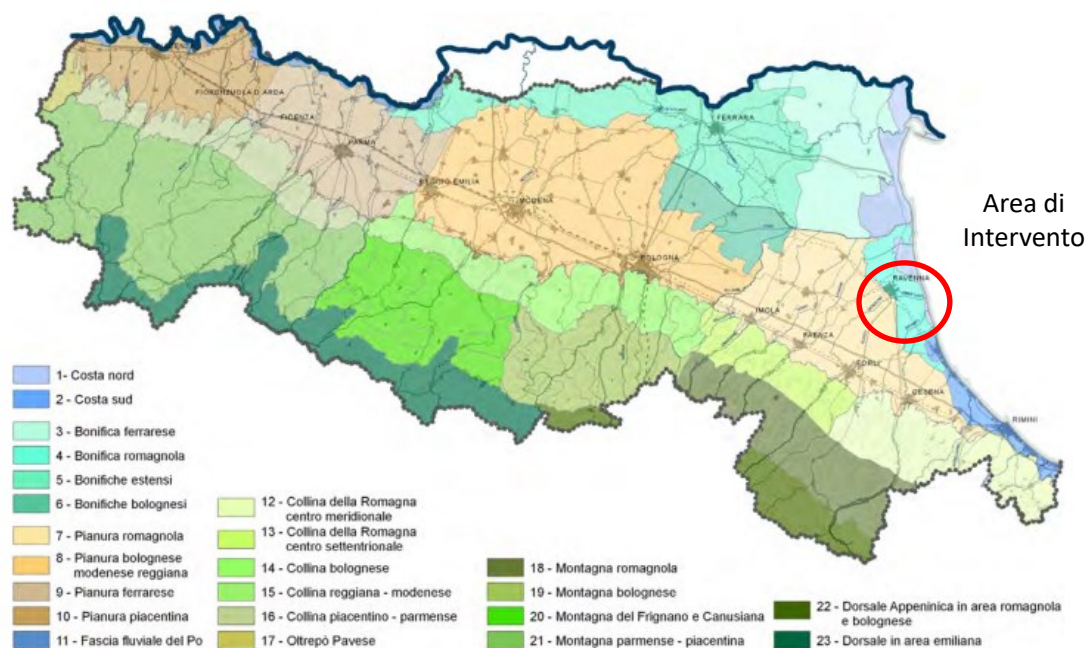 FIORENZUOLA D'ARDA
FIDENZA
PARMA
REGGIO EMILIA
MODENA
BOLOGNA
FERRARA
RAVENNA
IMOLA
FAENZA
FORLI'
CESENA
RIMINI
Area di
Intervento
1- Costa nord
2 - Costa sud
3 - Bonifica ferrarese
4 - Bonifica romagnola
5 - Bonifiche estensi
6 - Bonifiche bolognesi
7 - Pianura romagnola
8 - Pianura bolognese
modenese reggiana
9 - Pianura ferrarese
10 - Pianura piacentina
11 - Fascia fluviale del Po
12 - Collina della Romagna
centro meridionale
13 - Collina della Romagna
centro settentrionale
14 - Collina bolognese
15 - Collina reggiana - modenese
16 - Collina piacentino - parmense
17 - Oltrepò Pavese
18 - Montagna romagnola
19 - Montagna bolognese
20 - Montagna del Frignano e Canusiana
21 - Montagna parmense - piacentina
22 - Dorsale Appeninica in area romagnola
e bolognese
23 - Dorsale in area emiliana